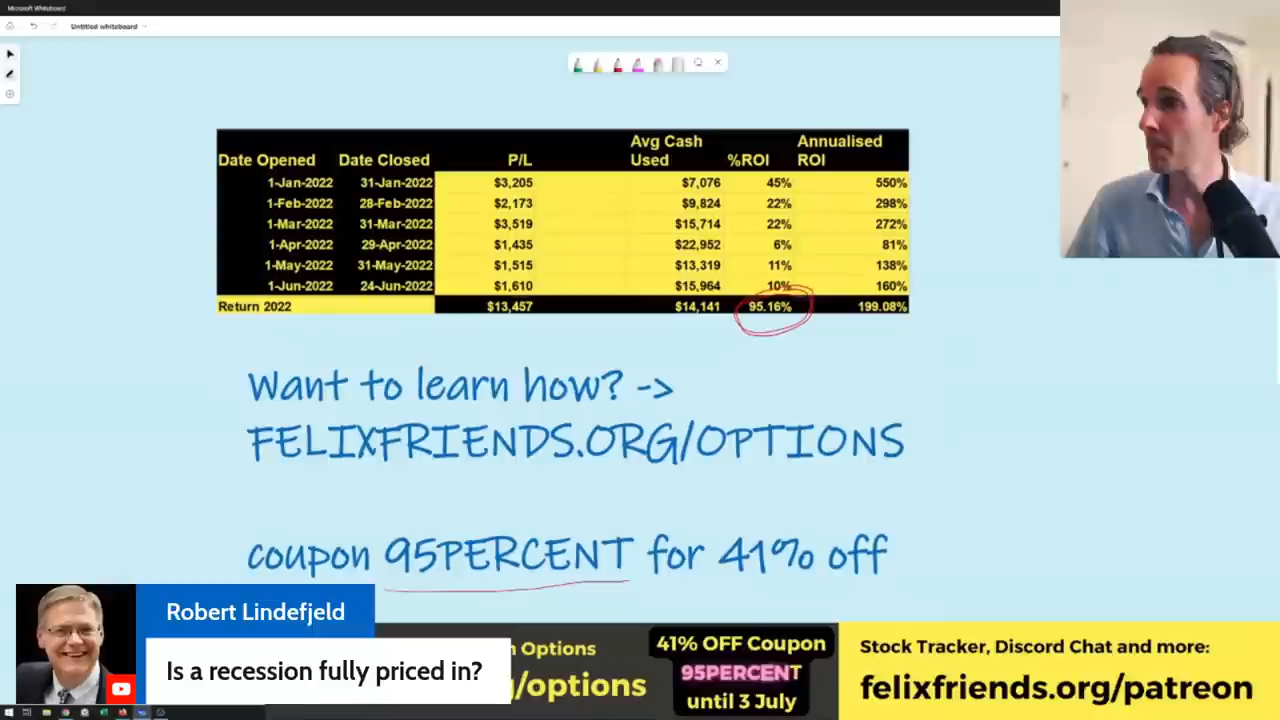 Microsoft Whiteboard
Untitled whiteboard
Date Opened Date Closed P/L Avg Cash Used %ROI Annualised ROI
1-Jan-2022 31-Jan-2022 $3,205 $7,076 45% 550%
1-Feb-2022 28-Feb-2022 $2,173 $9,824 22% 298%
1-Mar-2022 31-Mar-2022 $3,519 $15,714 22% 272%
1-Apr-2022 29-Apr-2022 $1,435 $22,952 6% 81%
1-May-2022 31-May-2022 $1,515 $13,319 11% 138%
1-Jun-2022 24-Jun-2022 $1,610 $15,964 10% 160%
Return 2022 $13,457 $14,141 95.16% 199.08%
Want to learn how? ->
FELIXFRIENDS.ORG/OPTIONS
coupon 95PERCENT for 41% off
Robert Lindefjeld
Is a recession fully priced in?
Options
/options
41% OFF Coupon
95PERCENT
until 3 July
Stock Tracker, Discord Chat and more:
felixfriends.org/patreon